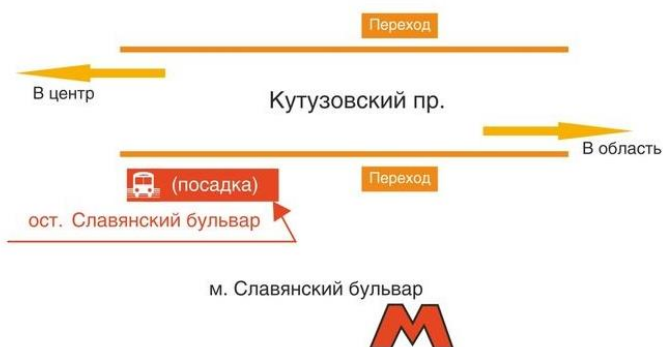 Переход
В центр
Кутузовский пр.
В область
(посадка)
Переход
ост. Славянский бульвар
м. Славянский бульвар
М